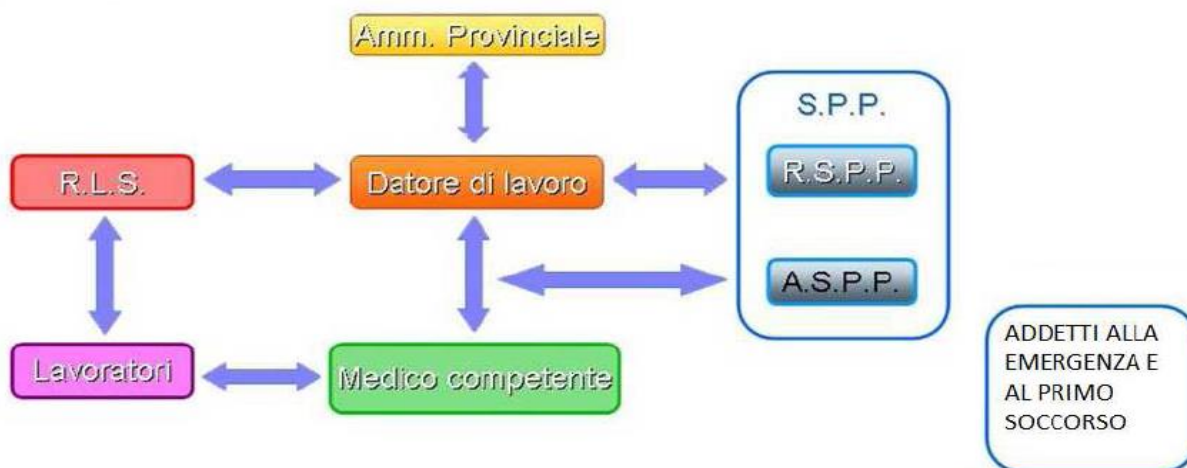 Amm. Provinciale
S.P.P.
R.L.S.
Datore di lavoro
R.S.P.P.
A.S.P.P.
Lavoratori
Medico competente
ADDETTI ALLA
EMERGENZA E
AL PRIMO
SOCCORSO